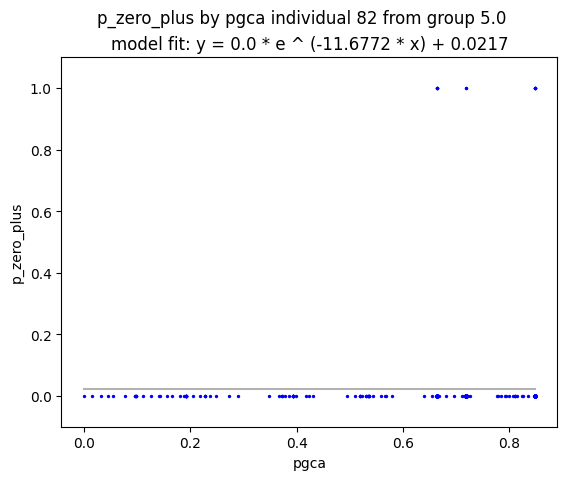 p_zero_plus by pgca individual 82 from group 5.0
model fit: y = 0.0 * e ^ (-11.6772 * x) + 0.0217
1.0
0.8
0.6
0.4
0.2
0.0
p_zero_plus
0.0 0.2 0.4 0.6 0.8
pgca